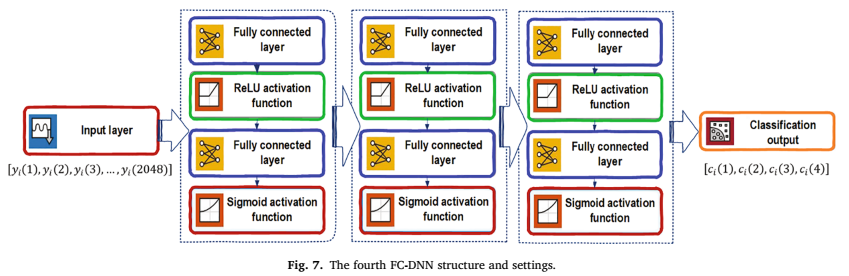 Input layer
[y_i(1), y_i(2), y_i(3), …, y_i(2048)]
Fully connected
layer
ReLU activation
function
Fully connected
layer
Sigmoid activation
function
Fully connected
layer
ReLU activation
function
Fully connected
layer
Sigmoid activation
function
Fully connected
layer
ReLU activation
function
Fully connected
layer
Sigmoid activation
function
Classification
output
[c_i(1), c_i(2), c_i(3), c_i(4)]
Fig. 7. The fourth FC-DNN structure and settings.